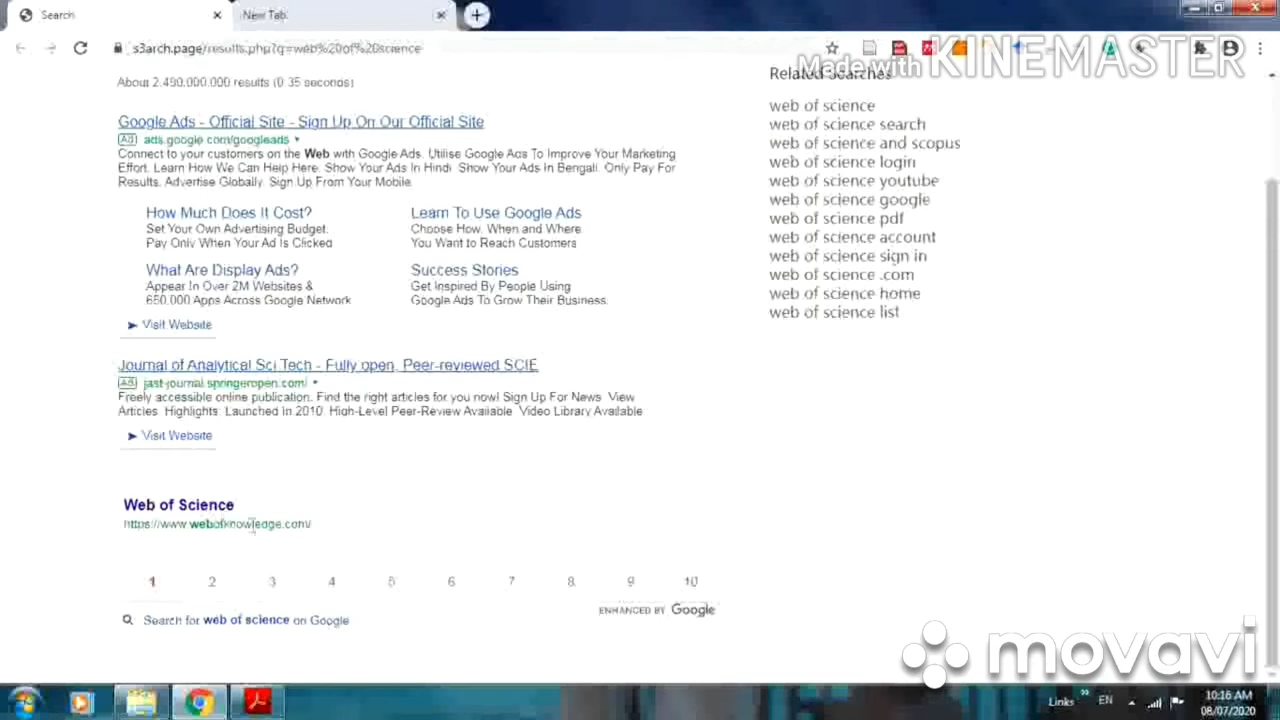 Search
New Tab
s3arch.page/results.php?q=web%20of%20science
Made with KINEMASTER
About 2.490.000.000 results (0.35 seconds)
Google Ads - Official Site - Sign Up On Our Official Site
Ad ads.google.com/googleads
Connect to your customers on the Web with Google Ads. Utilise Google Ads To Improve Your Marketing
Effort. Learn How We Can Help Here. Show Your Ads In Hindi. Show Your Ads In Bengali. Only Pay For
Results. Advertise Globally. Sign Up From Your Mobile.
How Much Does It Cost?
Set Your Own Advertising Budget.
Pay Only When Your Ad Is Clicked
Learn To Use Google Ads
Choose How, When and Where
You Want to Reach Customers
What Are Display Ads?
Appear In Over 2M Websites &
650,000 Apps Across Google Network
Success Stories
Get Inspired By People Using
Google Ads To Grow Their Business.
► Visit Website
Journal of Analytical Sci Tech - Fully open, Peer-reviewed SCIE
Ad jast-journal.springeropen.com/
Freely accessible online publication. Find the right articles for you now! Sign Up For News. View
Articles. Highlights: Launched In 2010, High-Level Peer-Review Available. Video Library Available
► Visit Website
Web of Science
https://www.webofknowledge.com/
1 2 3 4 5 6 7 8 9 10
ENHANCED BY Google
Search for web of science on Google
Related Searches
web of science
web of science search
web of science and scopus
web of science login
web of science youtube
web of science google
web of science pdf
web of science account
web of science sign in
web of science .com
web of science home
web of science list
movavi
Links
EN
10:16 AM
08/07/2020